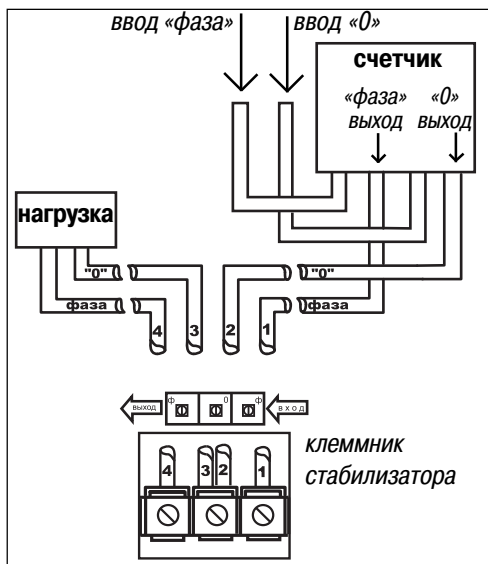 ввод «фаза» ввод «0»
счетчик
«фаза» «0»
выход выход
нагрузка
"0" "0"
фаза фаза
4 3 2 1
ф 0 ф
выход вход
4 3 2 1
клеммник
стабилизатора